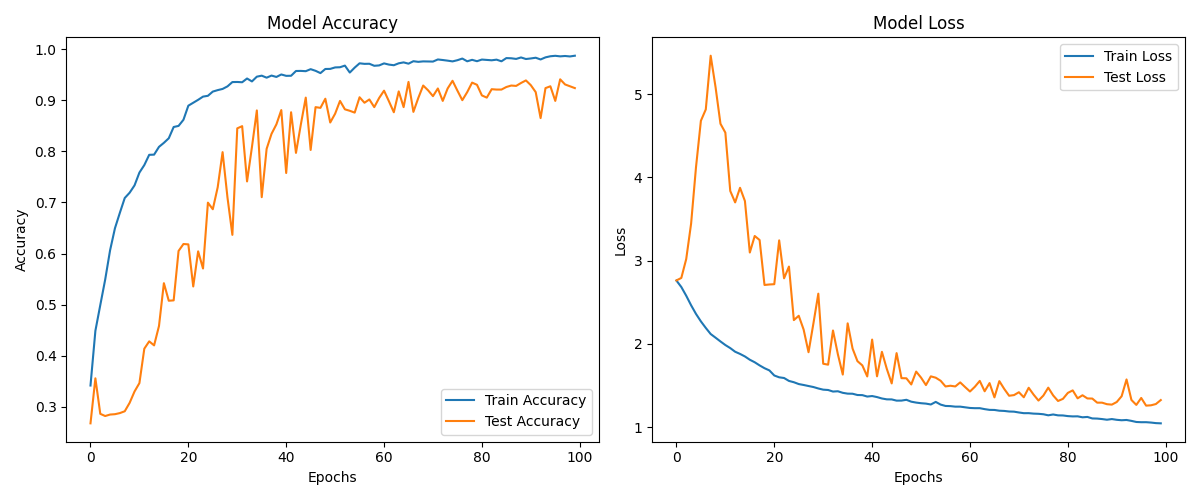 Model Accuracy
1.0
0.9
0.8
0.7
0.6
0.5
0.4
0.3
Accuracy
0
20
40
60
80
100
Epochs
Train Accuracy
Test Accuracy
Model Loss
5
4
3
2
1
Loss
0
20
40
60
80
100
Epochs
Train Loss
Test Loss